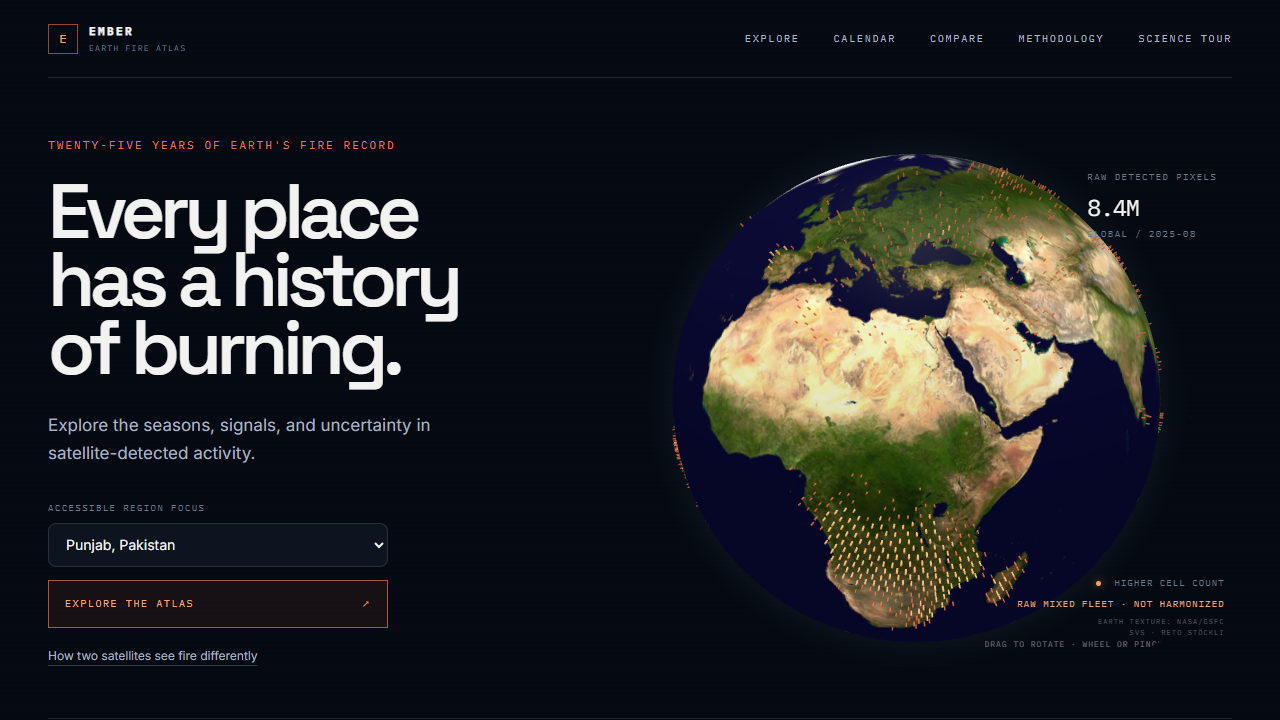 E
EMBER
EARTH FIRE ATLAS
EXPLORE
CALENDAR
COMPARE
METHODOLOGY
SCIENCE TOUR
TWENTY-FIVE YEARS OF EARTH'S FIRE RECORD
Every place
has a history
of burning.
Explore the seasons, signals, and uncertainty in
satellite-detected activity.
ACCESSIBLE REGION FOCUS
Punjab, Pakistan
EXPLORE THE ATLAS ↗
How two satellites see fire differently
RAW DETECTED PIXELS
8.4M
GLOBAL / 2025-08
HIGHER CELL COUNT
RAW MIXED FLEET · NOT HARMONIZED
EARTH TEXTURE: NASA/GSFC
SVS · RETO STÖCKLI
DRAG TO ROTATE · WHEEL OR